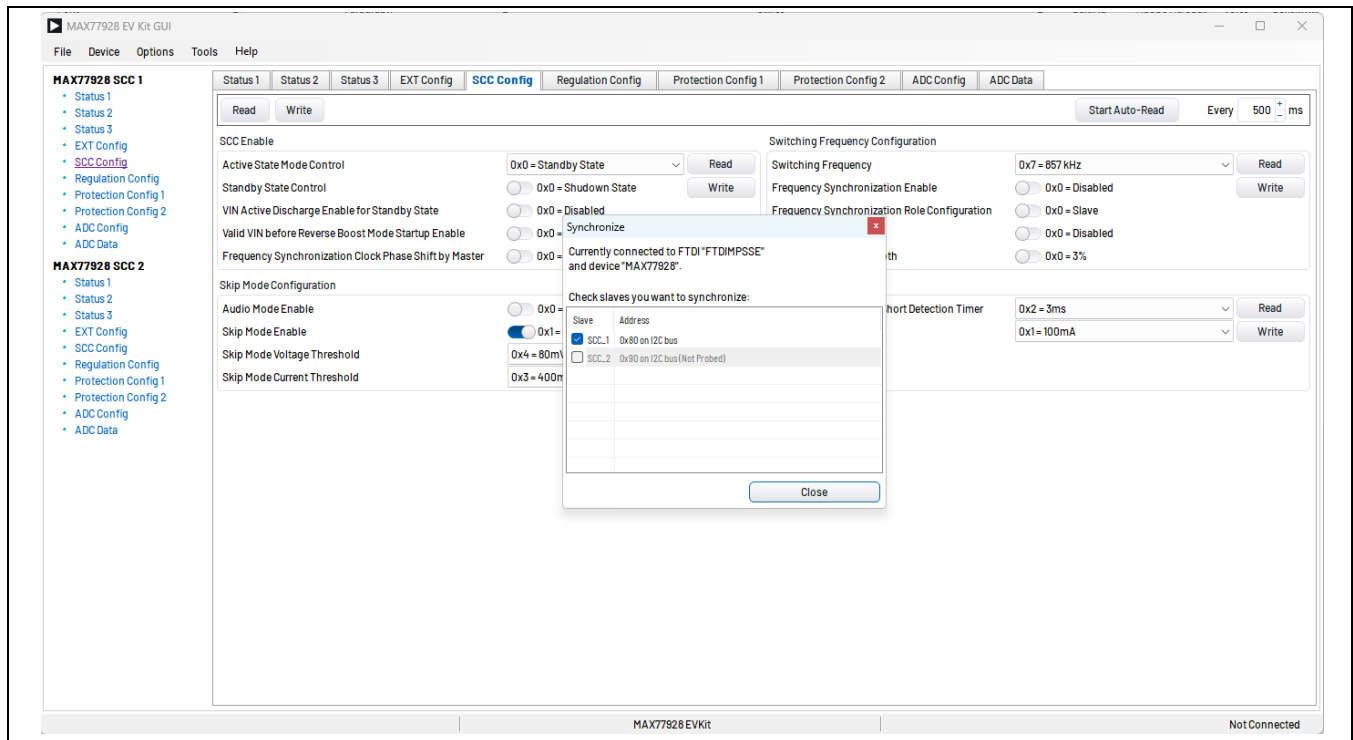 MAX77928 EV Kit GUI
File Device Options Tools Help
MAX77928 SCC 1
Status 1
Status 2
Status 3
EXT Config
SCC Config
Regulation Config
Protection Config 1
Protection Config 2
ADC Config
ADC Data
MAX77928 SCC 2
Status 1
Status 2
Status 3
EXT Config
SCC Config
Regulation Config
Protection Config 1
Protection Config 2
ADC Config
ADC Data
Status 1 Status 2 Status 3 EXT Config SCC Config Regulation Config Protection Config 1 Protection Config 2 ADC Config ADC Data
Read Write Start Auto-Read Every 500 + - ms
SCC Enable
Active State Mode Control 0x0 = Standby State Read
Standby State Control 0x0 = Shudown State Write
VIN Active Discharge Enable for Standby State 0x0 = Disabled
Valid VIN before Reverse Boost Mode Startup Enable 0x0 =
Frequency Synchronization Clock Phase Shift by Master 0x0 =
Switching Frequency Configuration
Switching Frequency 0x7 = 857 kHz Read
Frequency Synchronization Enable 0x0 = Disabled Write
Frequency Synchronization Role Configuration 0x0 = Slave
0x0 = Disabled
th 0x0 = 3%
Skip Mode Configuration
Audio Mode Enable 0x0 =
Skip Mode Enable 0x1 =
Skip Mode Voltage Threshold 0x4 = 80m
Skip Mode Current Threshold 0x3 = 400m
hort Detection Timer 0x2 = 3ms Read
0x1 = 100mA Write
Synchronize x
Currently connected to FTDI "FTDIMPSSE"
and device "MAX77928".
Check slaves you want to synchronize:
Slave Address
SCC_1 0x80 on I2C bus
SCC_2 0x90 on I2C bus (Not Probed)
Close
MAX77928 EVKit Not Connected